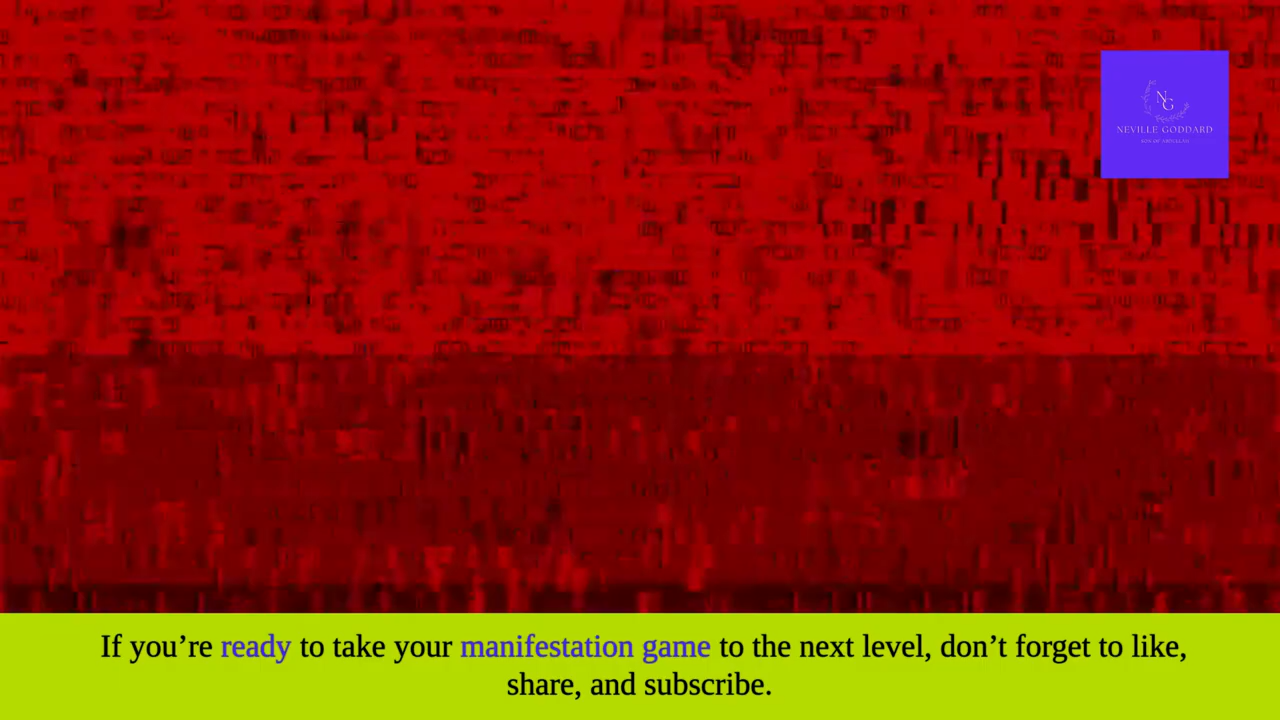 NG
NEVILLE GODDARD
If you’re ready to take your manifestation game to the next level, don’t forget to like,
share, and subscribe.